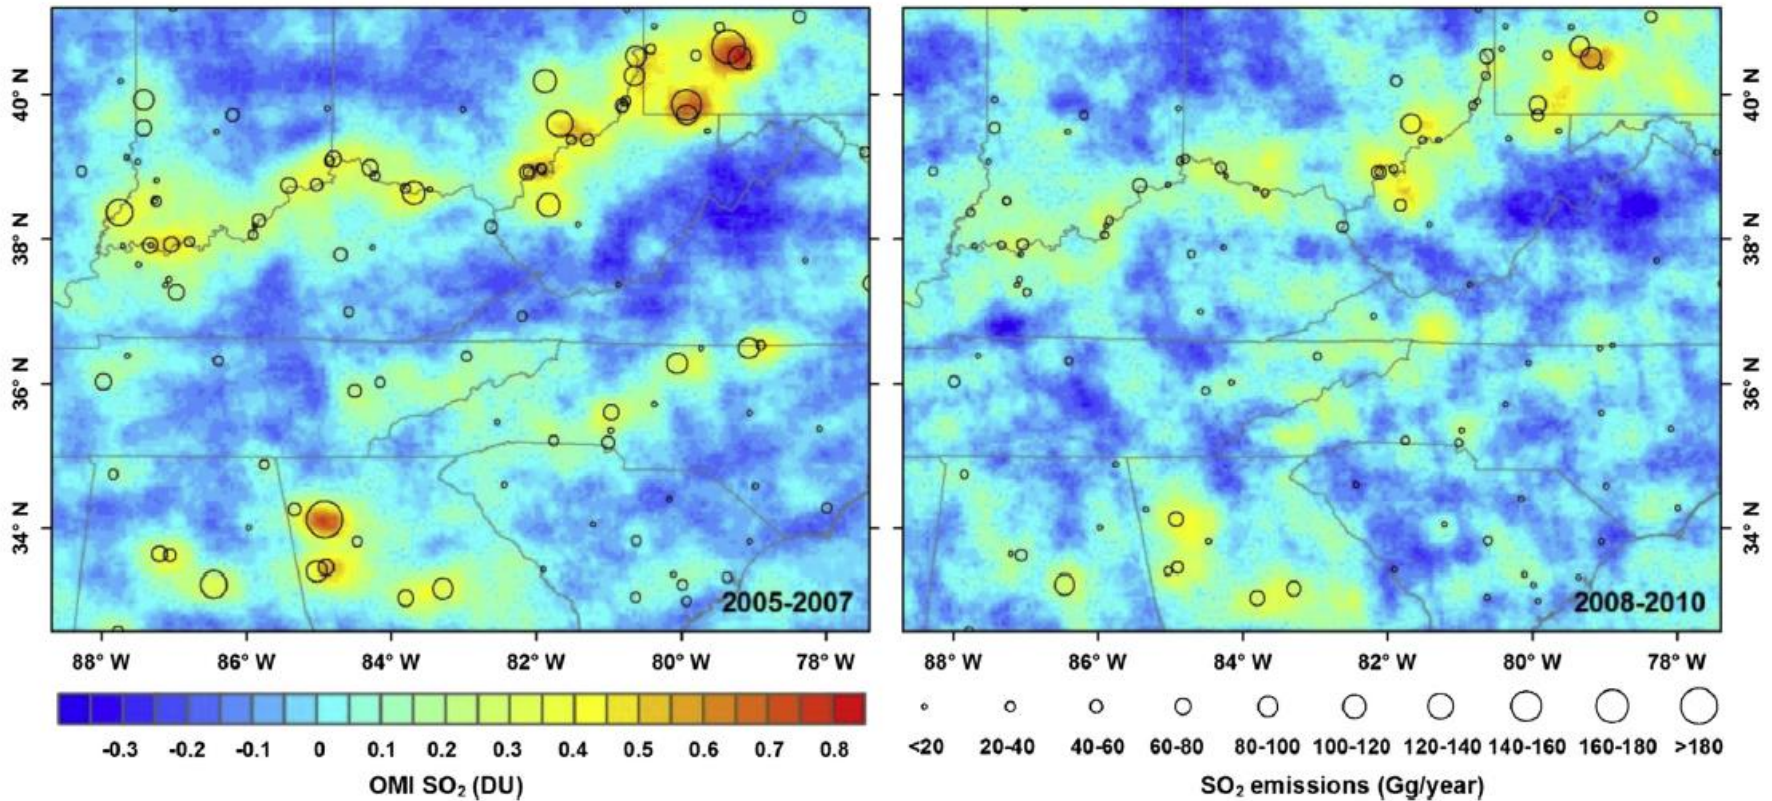 40° N
38° N
36° N
34° N
2005-2007
88° W 86° W 84° W 82° W 80° W 78° W
-0.3 -0.2 -0.1 0 0.1 0.2 0.3 0.4 0.5 0.6 0.7 0.8
OMI SO₂ (DU)
2008-2010
40° N
38° N
36° N
34° N
88° W 86° W 84° W 82° W 80° W 78° W
<20 20-40 40-60 60-80 80-100 100-120 120-140 140-160 160-180 >180
SO₂ emissions (Gg/year)